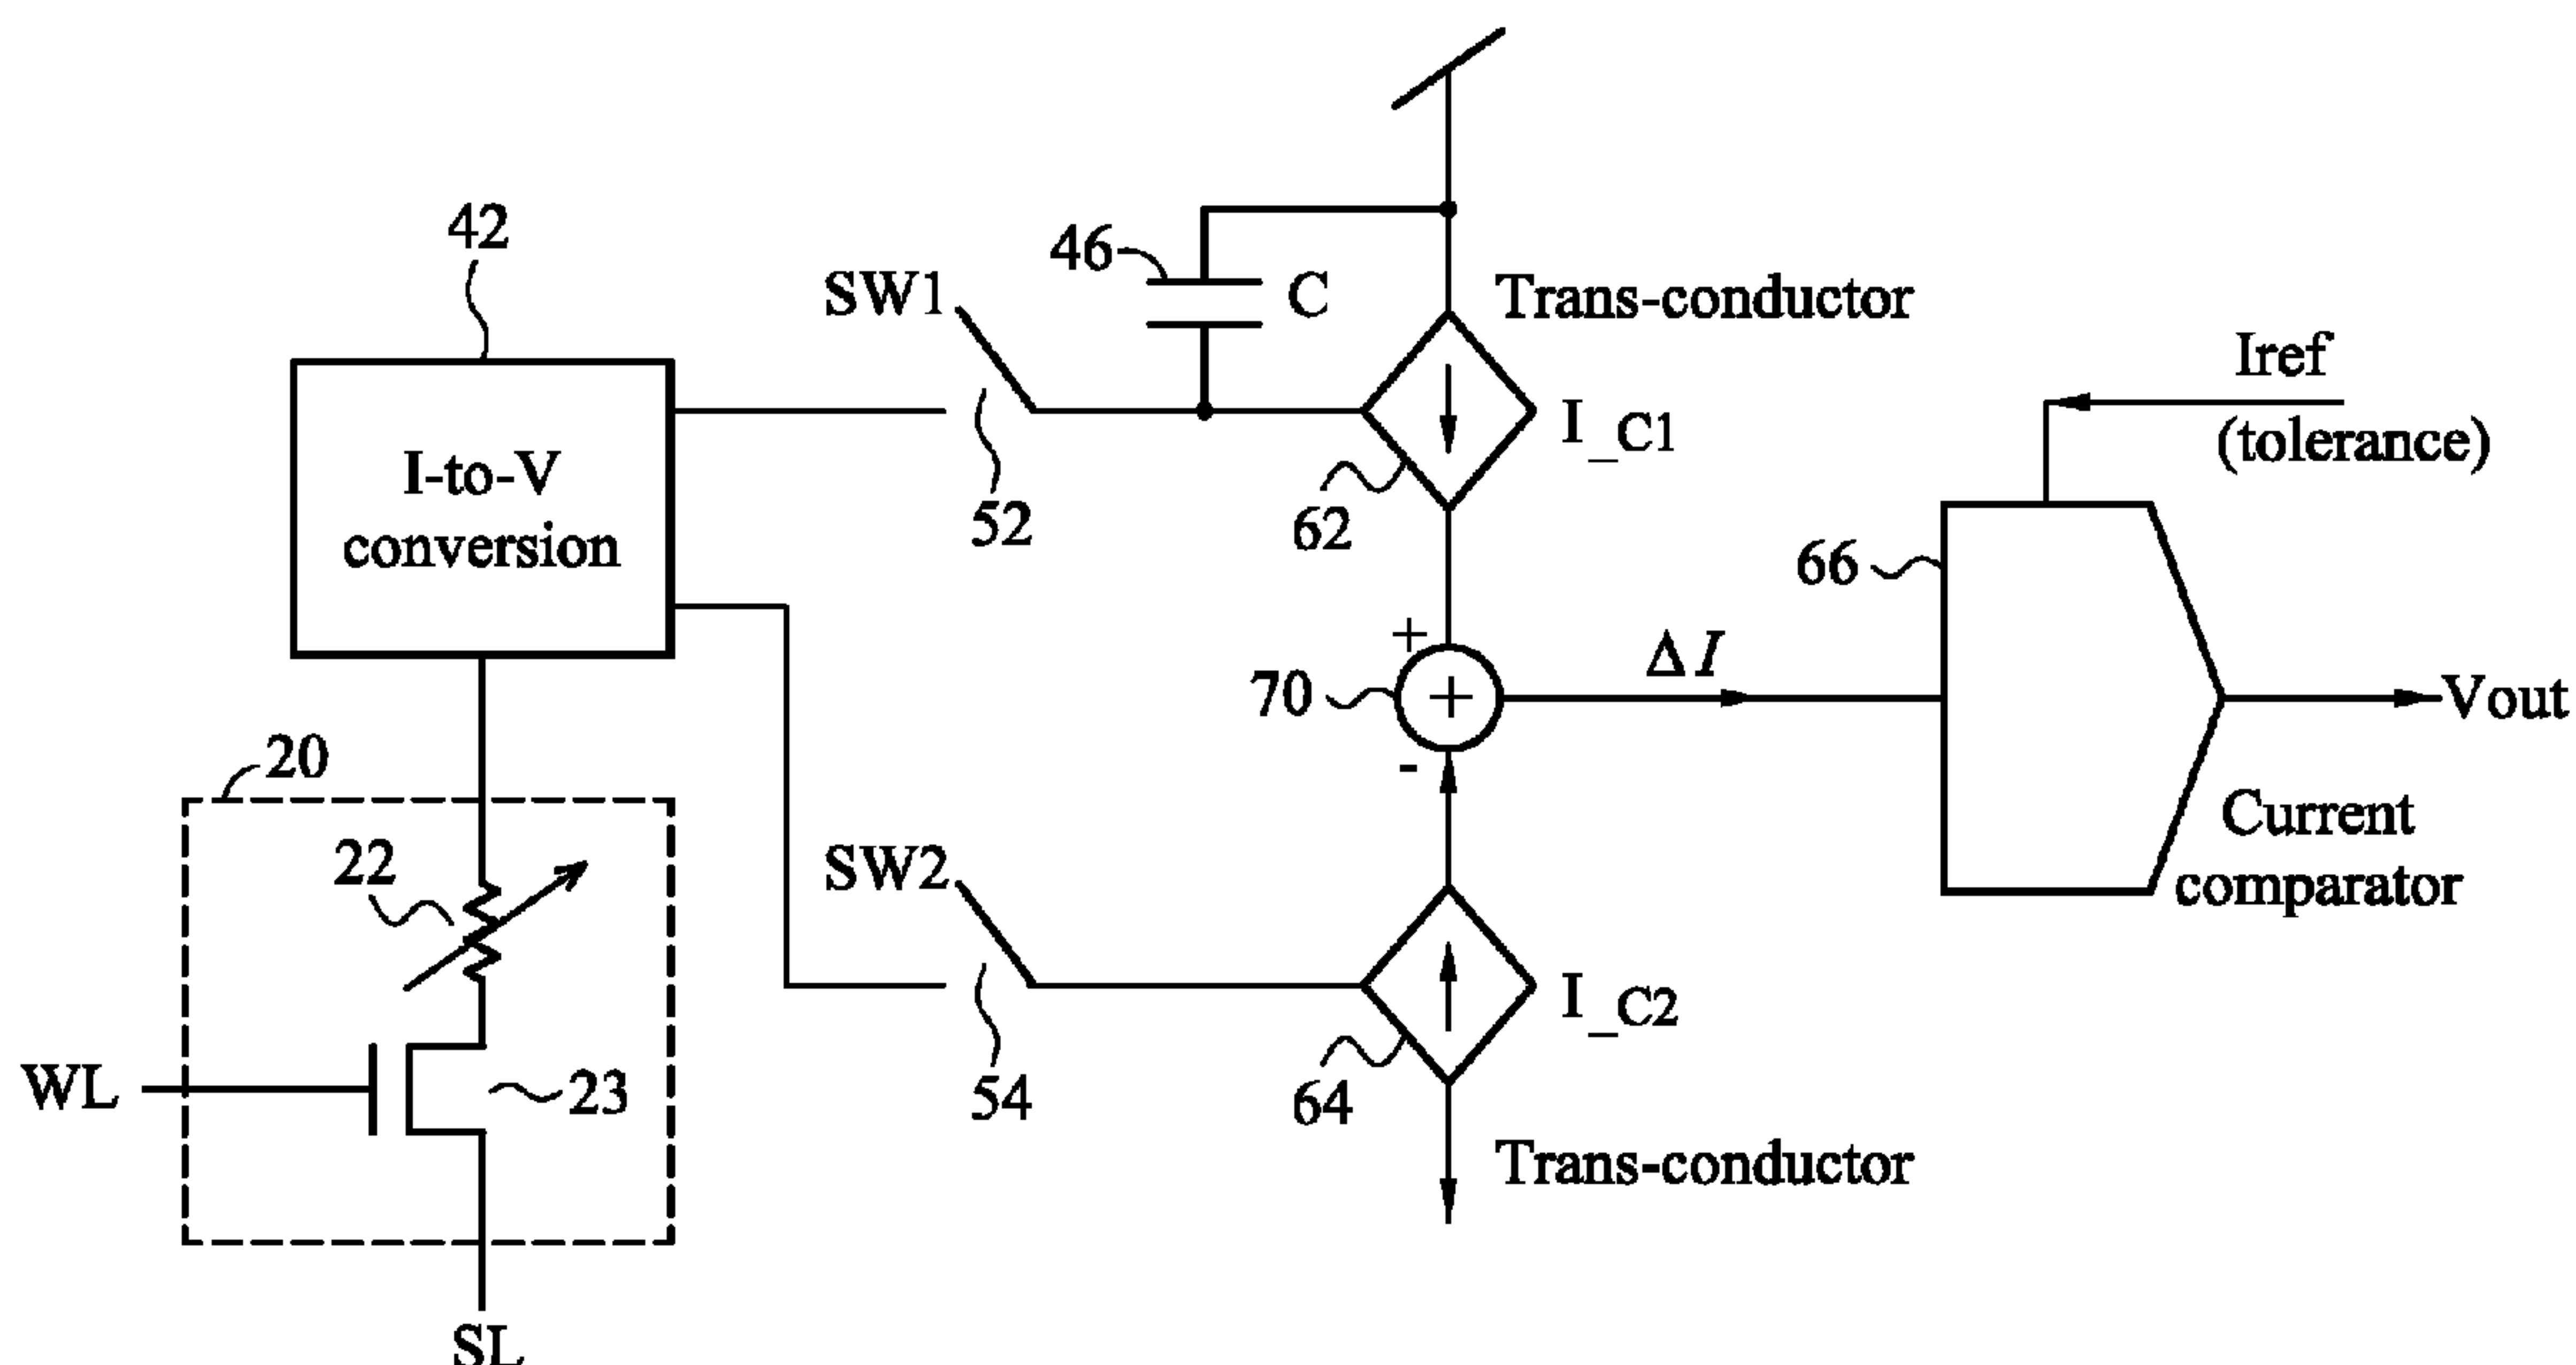 42
I-to-V
conversion
20
22
23
WL
SL
SW1
52
46
C
Trans-conductor
I_C1
62
+
70
+
-
ΔI
SW2
54
I_C2
64
Trans-conductor
Iref
(tolerance)
66
Vout
Current
comparator